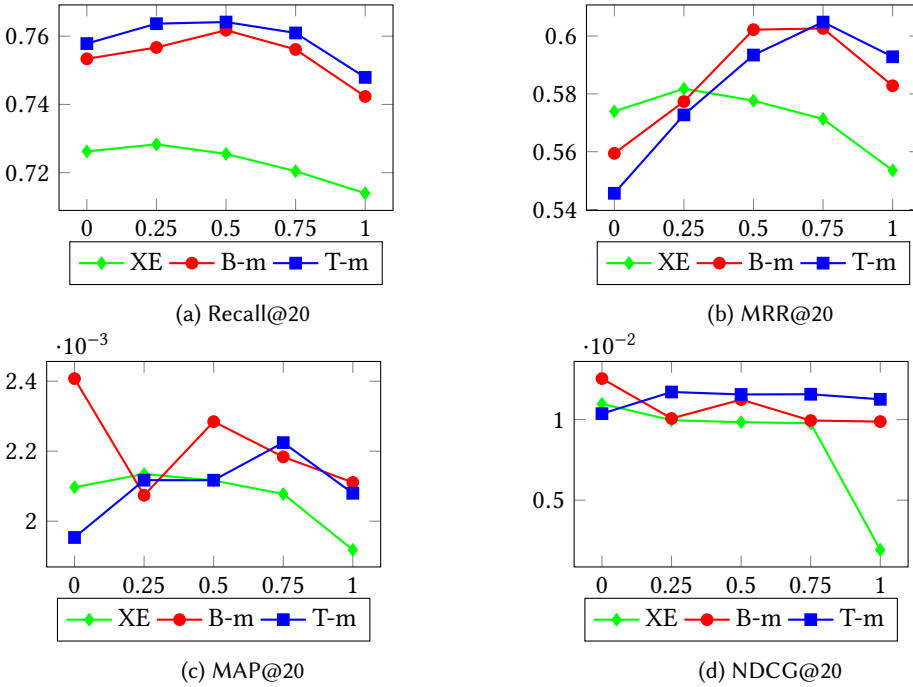 0.76
0.74
0.72
0 0.25 0.5 0.75 1
XE B-m T-m
(a) Recall@20
0.6
0.58
0.56
0.54
0 0.25 0.5 0.75 1
XE B-m T-m
(b) MRR@20
·10⁻³
2.4
2.2
2
0 0.25 0.5 0.75 1
XE B-m T-m
(c) MAP@20
·10⁻²
1
0.5
0 0.25 0.5 0.75 1
XE B-m T-m
(d) NDCG@20